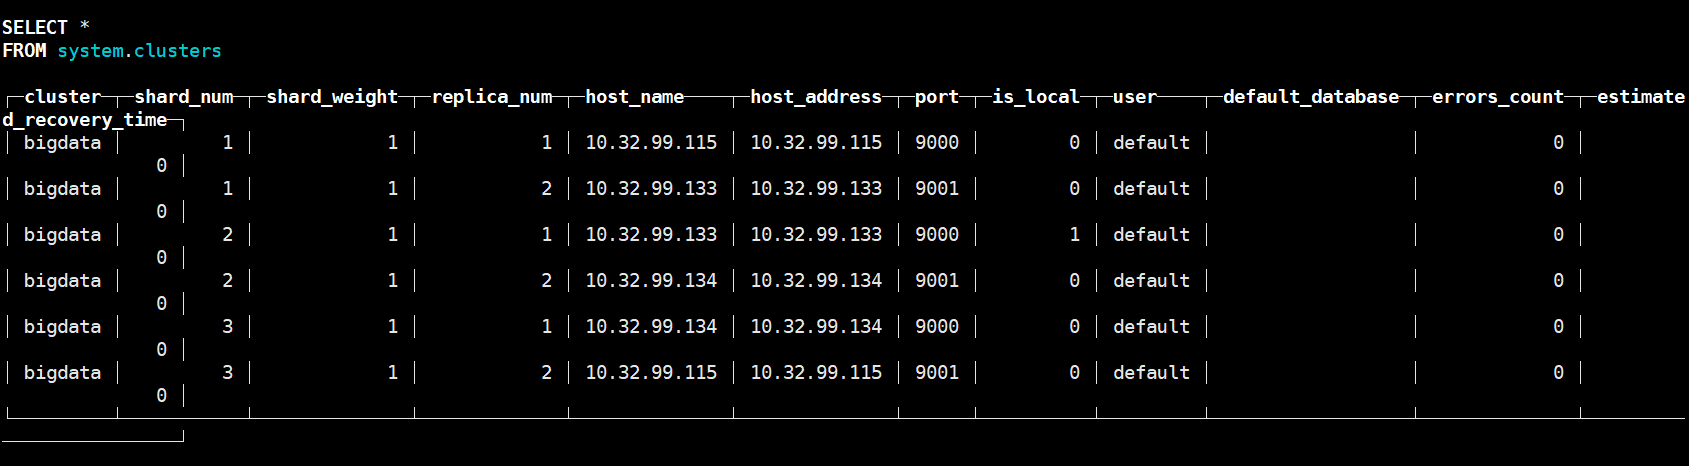 SELECT *
FROM system.clusters
┌─cluster─┬─shard_num─┬─shard_weight─┬─replica_num─┬─host_name────┬─host_address─┬─port─┬─is_local─┬─user────┬─default_database─┬─errors_count─┬─estimate
d_recovery_time─┐
│ bigdata │         1 │            1 │           1 │ 10.32.99.115 │ 10.32.99.115 │ 9000 │        0 │ default │                  │            0 │
              0 │
│ bigdata │         1 │            1 │           2 │ 10.32.99.133 │ 10.32.99.133 │ 9001 │        0 │ default │                  │            0 │
              0 │
│ bigdata │         2 │            1 │           1 │ 10.32.99.133 │ 10.32.99.133 │ 9000 │        1 │ default │                  │            0 │
              0 │
│ bigdata │         2 │            1 │           2 │ 10.32.99.134 │ 10.32.99.134 │ 9001 │        0 │ default │                  │            0 │
              0 │
│ bigdata │         3 │            1 │           1 │ 10.32.99.134 │ 10.32.99.134 │ 9000 │        0 │ default │                  │            0 │
              0 │
│ bigdata │         3 │            1 │           2 │ 10.32.99.115 │ 10.32.99.115 │ 9001 │        0 │ default │                  │            0 │
              0 │